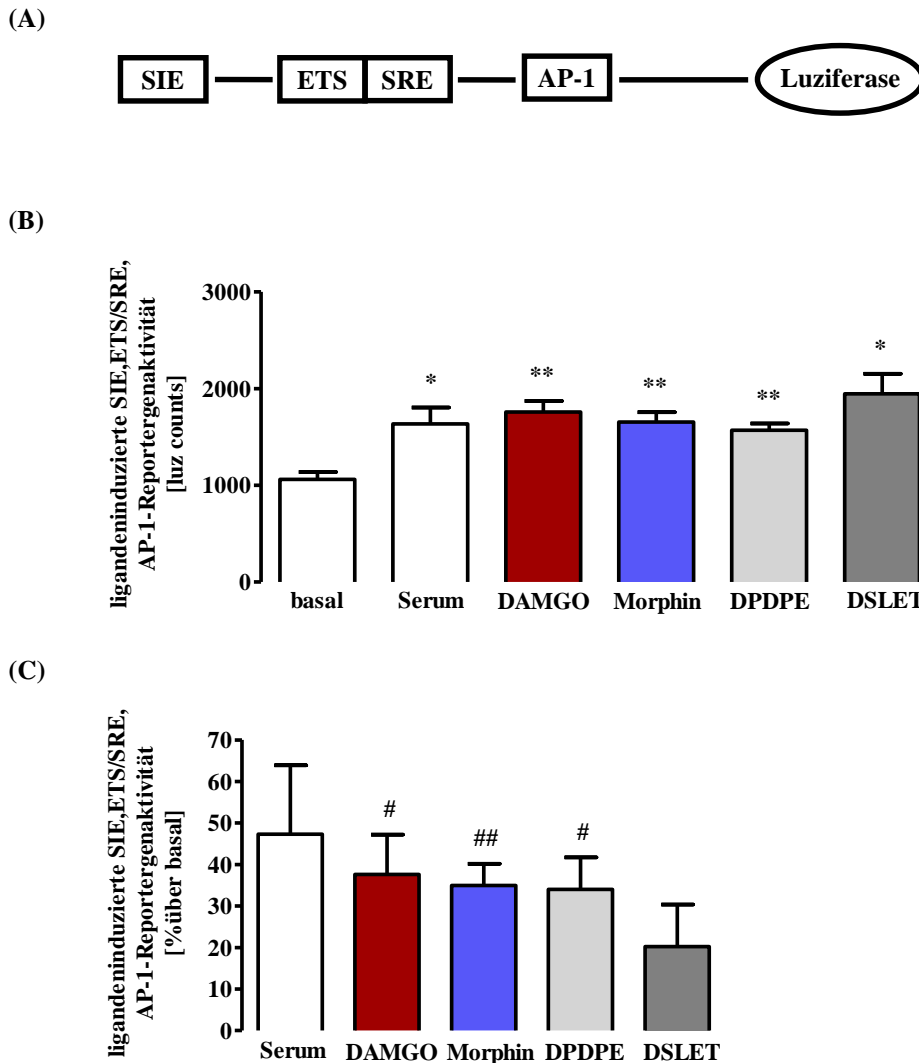 (A)
SIE
ETS
SRE
AP-1
Luziferase
(B)
ligandeninduzierte SIE,ETS/SRE,
AP-1-Reportergenaktivität
[luz counts]
3000
2000
1000
0
*
**
**
**
*
basal
Serum
DAMGO
Morphin
DPDPE
DSLET
(C)
ligandeninduzierte SIE,ETS/SRE,
AP-1-Reportergenaktivität
[%über basal]
70
60
50
40
30
20
10
0
#
##
#
Serum
DAMGO
Morphin
DPDPE
DSLET